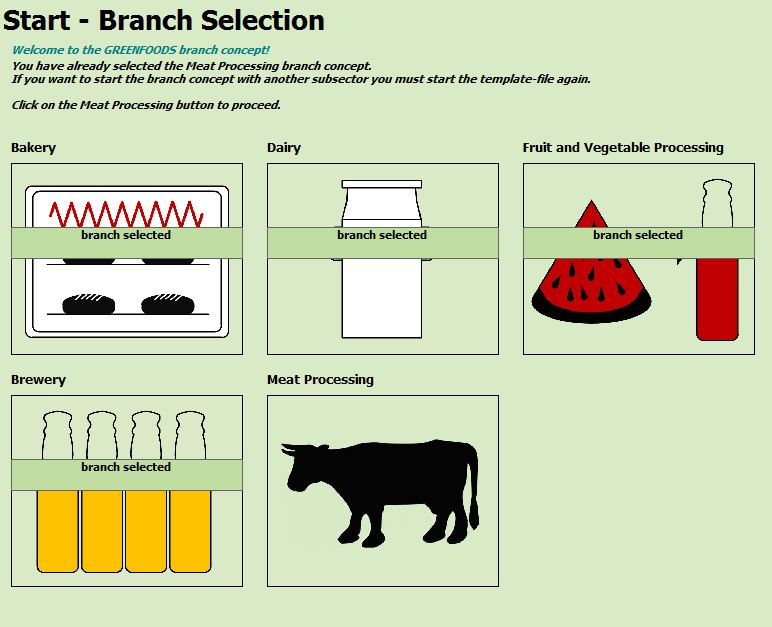 Start - Branch Selection
Welcome to the GREENFOODS branch concept!
You have already selected the Meat Processing branch concept.
If you want to start the branch concept with another subsector you must start the template-file again.
Click on the Meat Processing button to proceed.
Bakery
Dairy
Fruit and Vegetable Processing
branch selected
branch selected
branch selected
Brewery
Meat Processing
branch selected